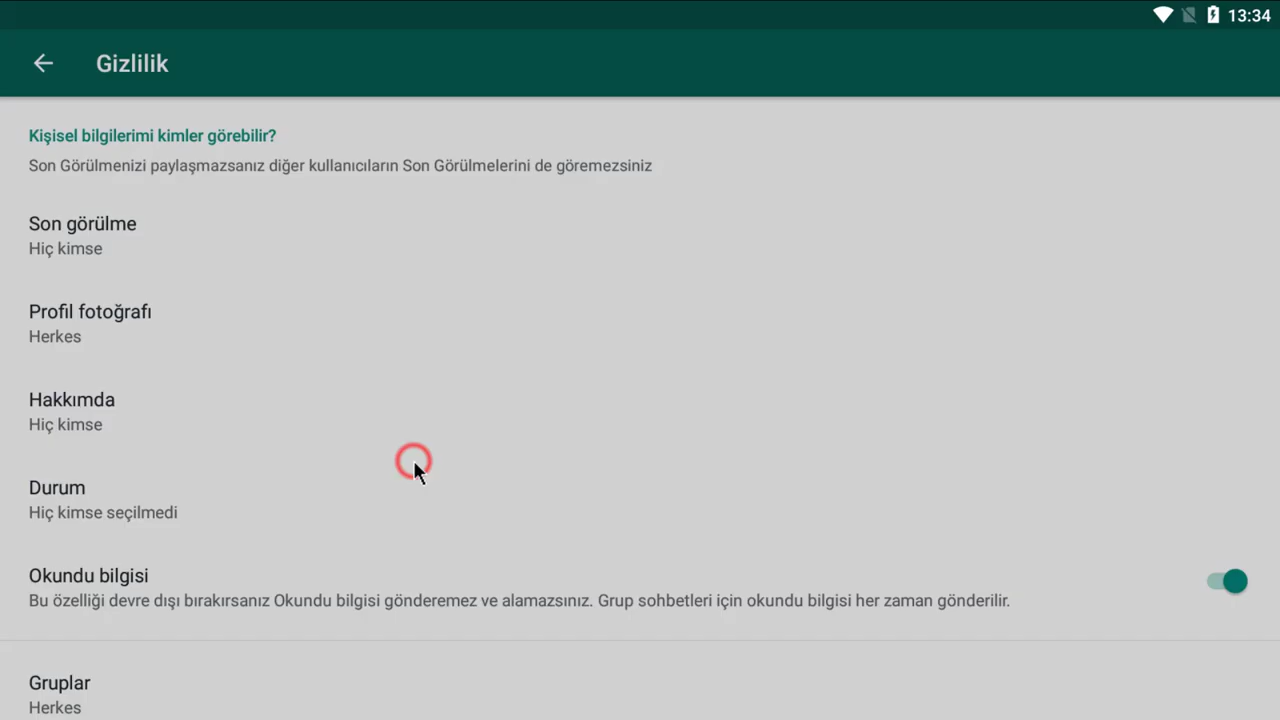 13:34
Gizlilik
Kişisel bilgilerimi kimler görebilir?
Son Görülmenizi paylaşmazsanız diğer kullanıcıların Son Görülmelerini de göremezsiniz
Son görülme
Hiç kimse
Profil fotoğrafı
Herkes
Hakkımda
Hiç kimse
Durum
Hiç kimse seçilmedi
Okundu bilgisi
Bu özelliği devre dışı bırakırsanız Okundu bilgisi gönderemez ve alamazsınız. Grup sohbetleri için okundu bilgisi her zaman gönderilir.
Gruplar
Herkes